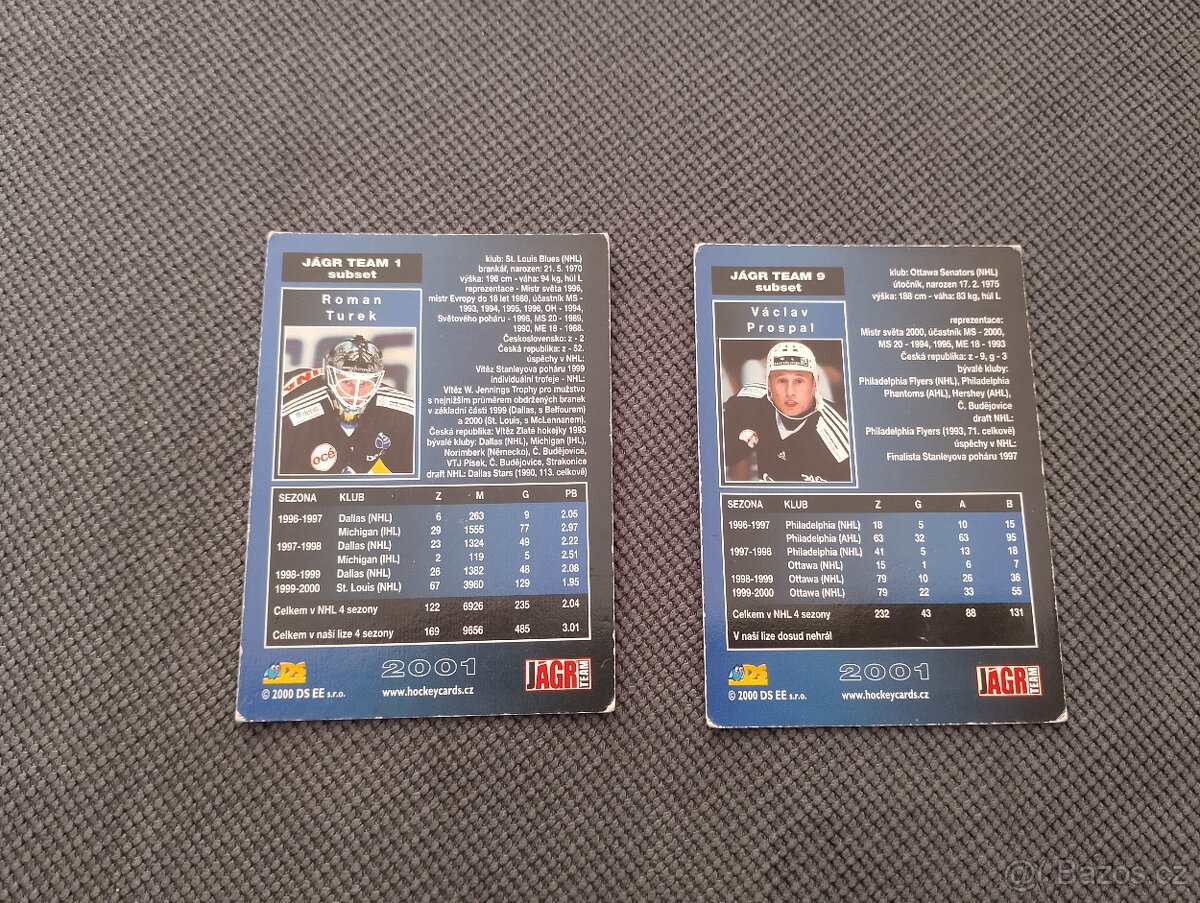 JÁGR TEAM 1
subset
Roman
Turek
océ
klub: St. Louis Blues (NHL)
brankář, narozen: 21. 5. 1970
výška: 196 cm - váha: 94 kg, hůl L
reprezentace - Mistr světa 1996,
mistr Evropy do 18 let 1988, účastník MS -
1993, 1994, 1995, 1996, OH - 1994,
Světového poháru - 1996, MS 20 - 1989,
1990, ME 18 - 1988.
Československo: z - 2
Česká republika: z - 52.
úspěchy v NHL:
Vítěz Stanleyova poháru 1999
individuální trofeje - NHL:
Vítěz W. Jennings Trophy pro mužstvo
s nejnižším průměrem obdržených branek
v základní části 1999 (Dallas, s Belfourem)
a 2000 (St. Louis, s McLennanem).
Česká republika: Vítěz Zlaté hokejky 1993
bývalé kluby: Dallas (NHL), Michigan (IHL),
Norimberk (Německo), Č. Budějovice,
VTJ Písek, Č. Budějovice, Strakonice
draft NHL: Dallas Stars (1990, 113. celkově)
SEZONA KLUB Z M G PB
1996-1997 Dallas (NHL) 6 263 9 2.05
Michigan (IHL) 29 1555 77 2.97
1997-1998 Dallas (NHL) 23 1324 49 2.22
Michigan (IHL) 2 119 5 2.51
1998-1999 Dallas (NHL) 26 1382 48 2.08
1999-2000 St. Louis (NHL) 67 3960 129 1.95
Celkem v NHL 4 sezony 122 6926 235 2.04
Celkem v naší lize 4 sezony 169 9656 485 3.01
DS
© 2000 DS EE s.r.o.
2001
www.hockeycards.cz
JÁGR
TEAM
JÁGR TEAM 9
subset
Václav
Prospal
klub: Ottawa Senators (NHL)
útočník, narozen 17. 2. 1975
výška: 188 cm - váha: 83 kg, hůl L
reprezentace:
Mistr světa 2000, účastník MS - 2000,
MS 20 - 1994, 1995, ME 18 - 1993
Česká republika: z - 9, g - 3
bývalé kluby:
Philadelphia Flyers (NHL), Philadelphia
Phantoms (AHL), Hershey (AHL),
Č. Budějovice
draft NHL:
Philadelphia Flyers (1993, 71. celkově)
úspěchy v NHL:
Finalista Stanleyova poháru 1997
SEZONA KLUB Z G A B
1996-1997 Philadelphia (NHL) 18 5 10 15
Philadelphia (AHL) 63 32 63 95
1997-1998 Philadelphia (NHL) 41 5 13 18
Ottawa (NHL) 15 1 6 7
1998-1999 Ottawa (NHL) 79 10 26 36
1999-2000 Ottawa (NHL) 79 22 33 55
Celkem v NHL 4 sezony 232 43 88 131
V naší lize dosud nehrál
DS
© 2000 DS EE s.r.o.
2001
www.hockeycards.cz
JÁGR
TEAM
@ Bazos.cz